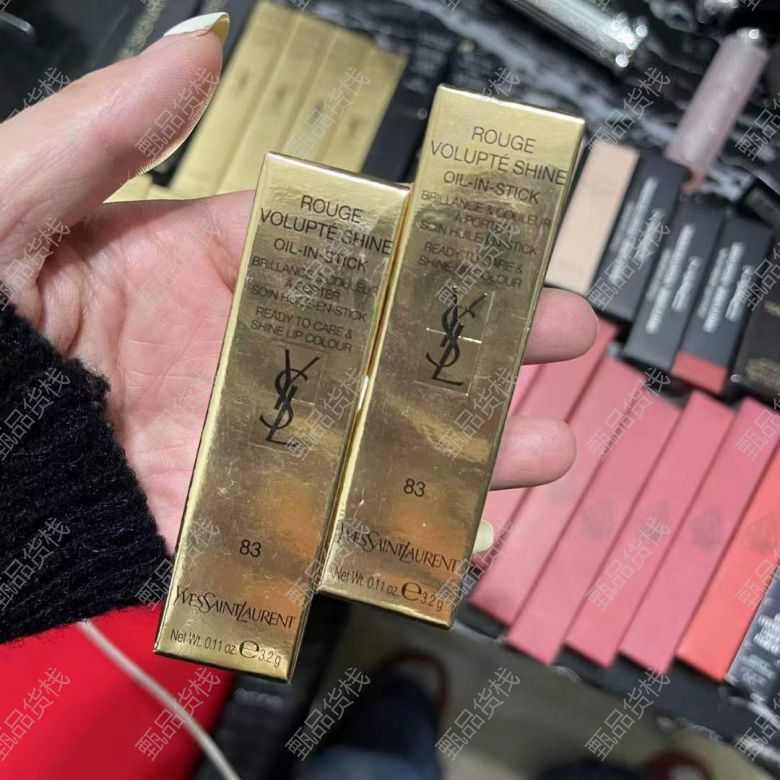 ROUGE
VOLUPTÉ SHINE
OIL-IN-STICK
BRILLANCE & COULEUR
À PORTER
SOIN HUILE-EN-STICK
READY TO CARE &
SHINE LIP COLOUR
YSL
83
YVESSAINTLAURENT
Net Wt. 0.11 oz. e 3.2 g
ROUGE
VOLUPTÉ SHINE
OIL-IN-STICK
BRILLANCE & COULEUR
À PORTER
SOIN HUILE-EN-STICK
READY TO CARE &
SHINE LIP COLOUR
YSL
83
YVESSAINTLAURENT
Net Wt. 0.11 oz. e 3.2 g
甄品货栈